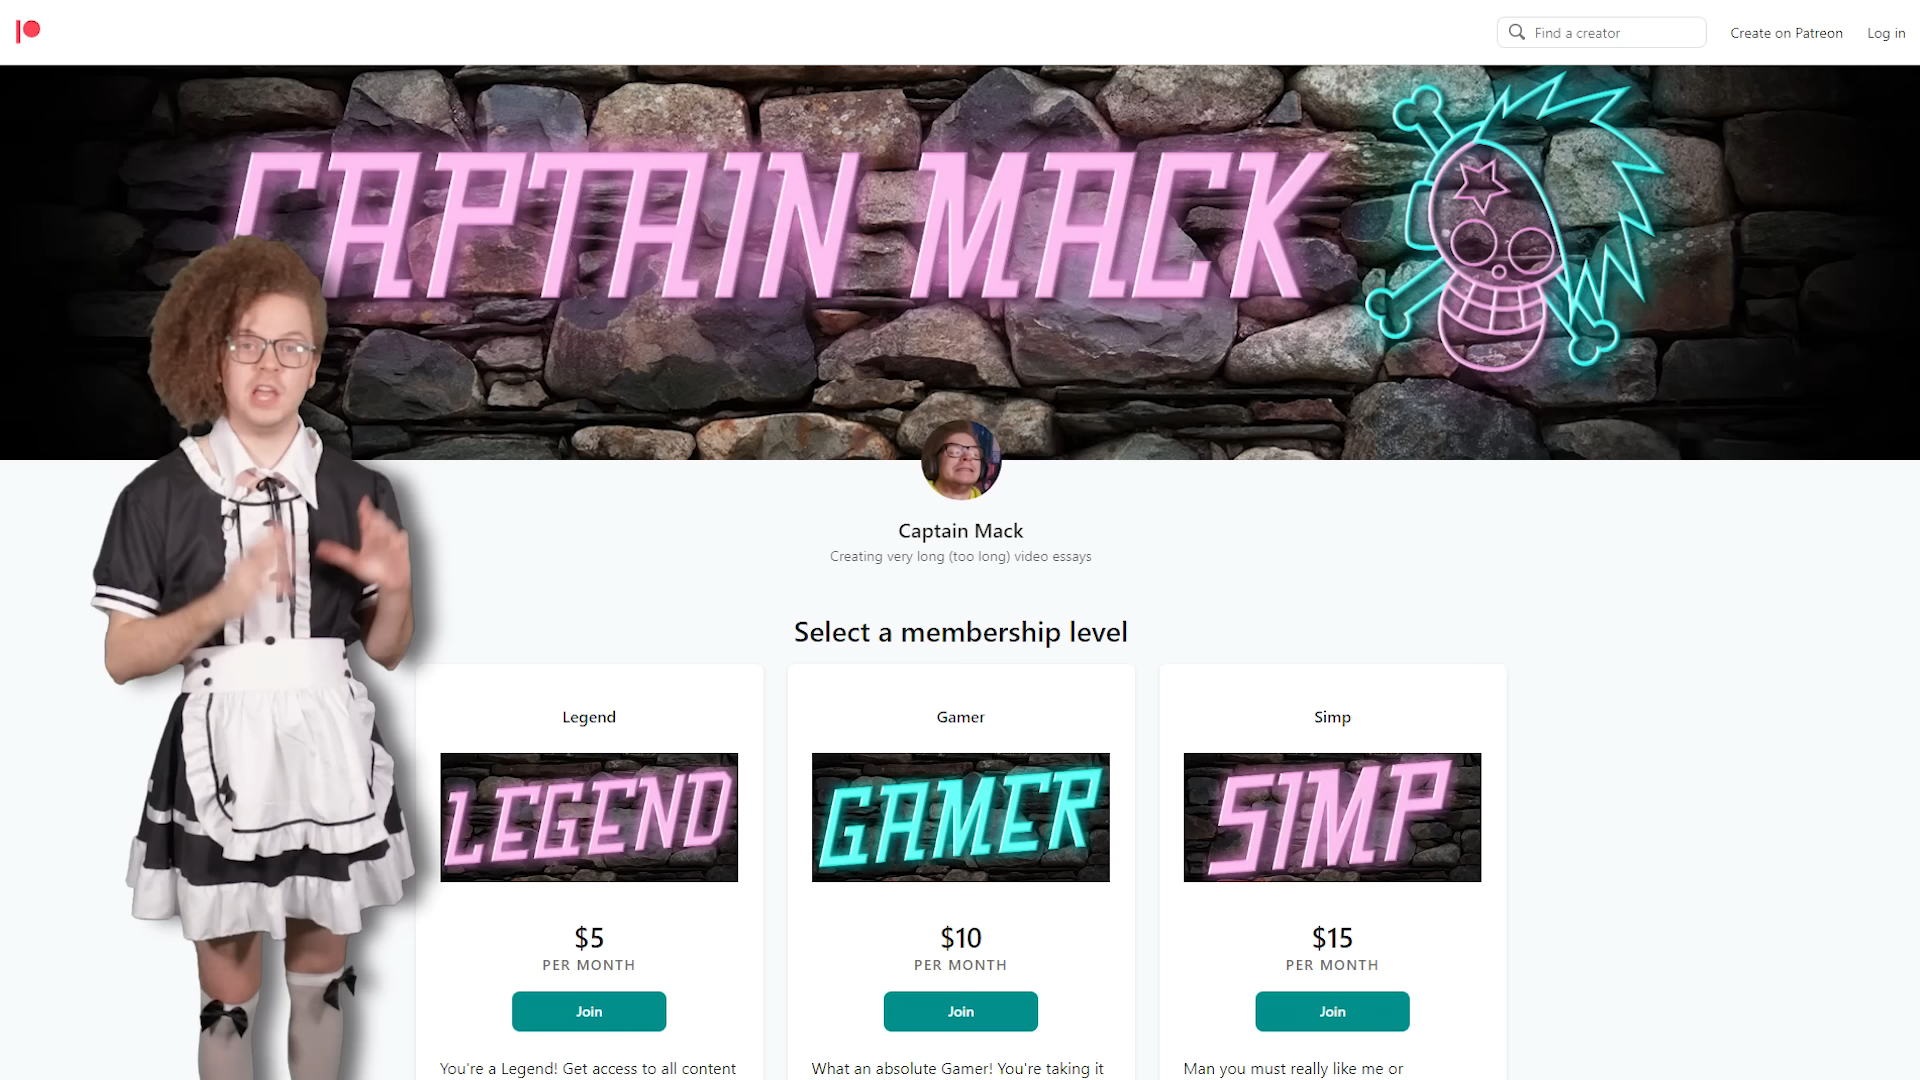 Find a creator
Create on Patreon
Log in
CAPTAIN MACK
Captain Mack
Creating very long (too long) video essays
Select a membership level
Legend
Gamer
Simp
LEGEND
GAMER
SIMP
$5
PER MONTH
$10
PER MONTH
$15
PER MONTH
Join
Join
Join
You're a Legend! Get access to all content
What an absolute Gamer! You're taking it
Man you must really like me or